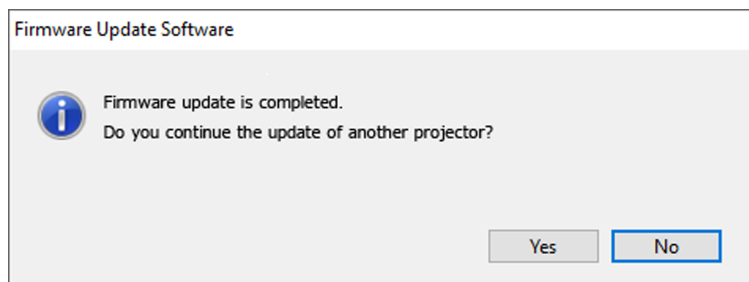 Firmware Update Software
Firmware update is completed.
Do you continue the update of another projector?
Yes No